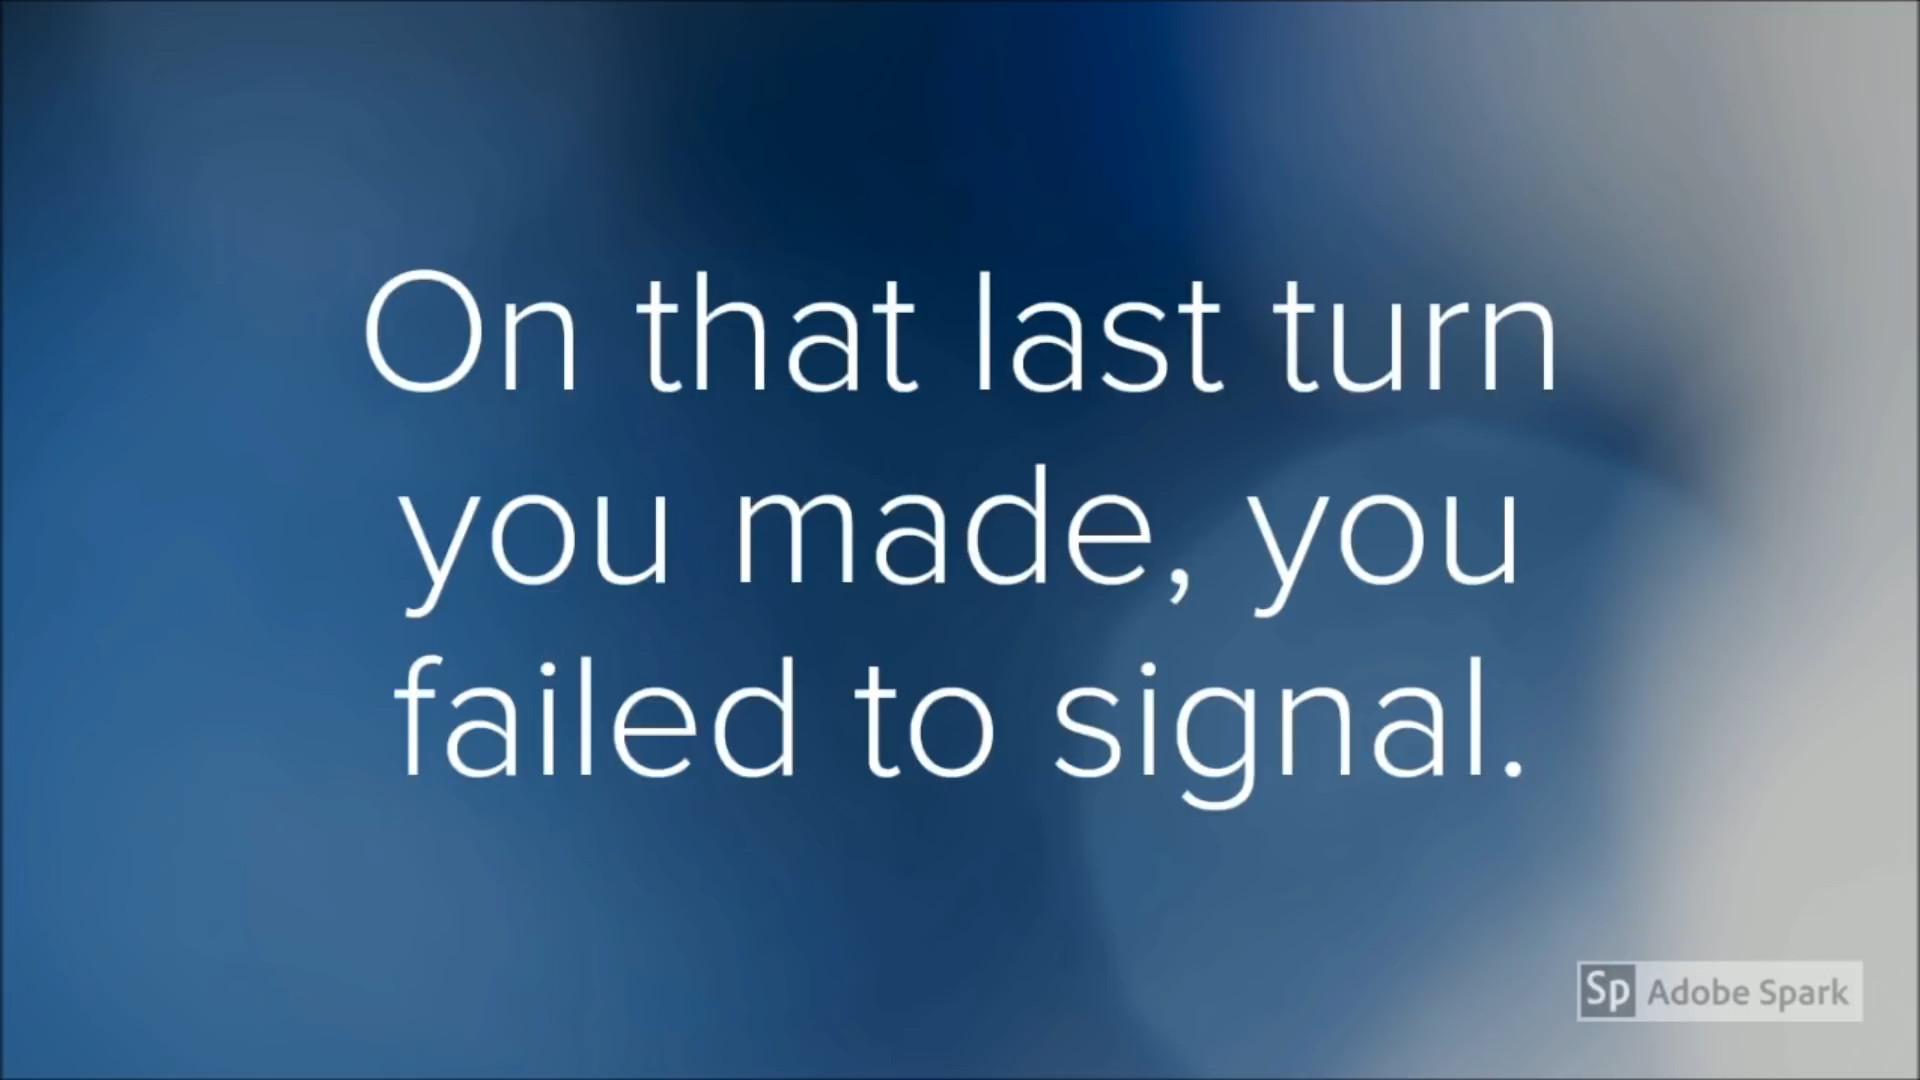 On that last turn
you made, you
failed to signal.
Sp Adobe Spark